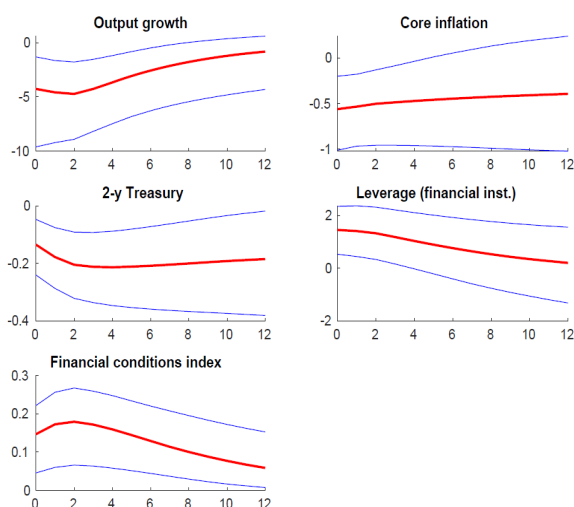 Output growth
0
-5
-10
0 2 4 6 8 10 12
Core inflation
0
-0.5
-1
0 2 4 6 8 10 12
2-y Treasury
0
-0.2
-0.4
0 2 4 6 8 10 12
Leverage (financial inst.)
2
0
-2
0 2 4 6 8 10 12
Financial conditions index
0.3
0.2
0.1
0
0 2 4 6 8 10 12